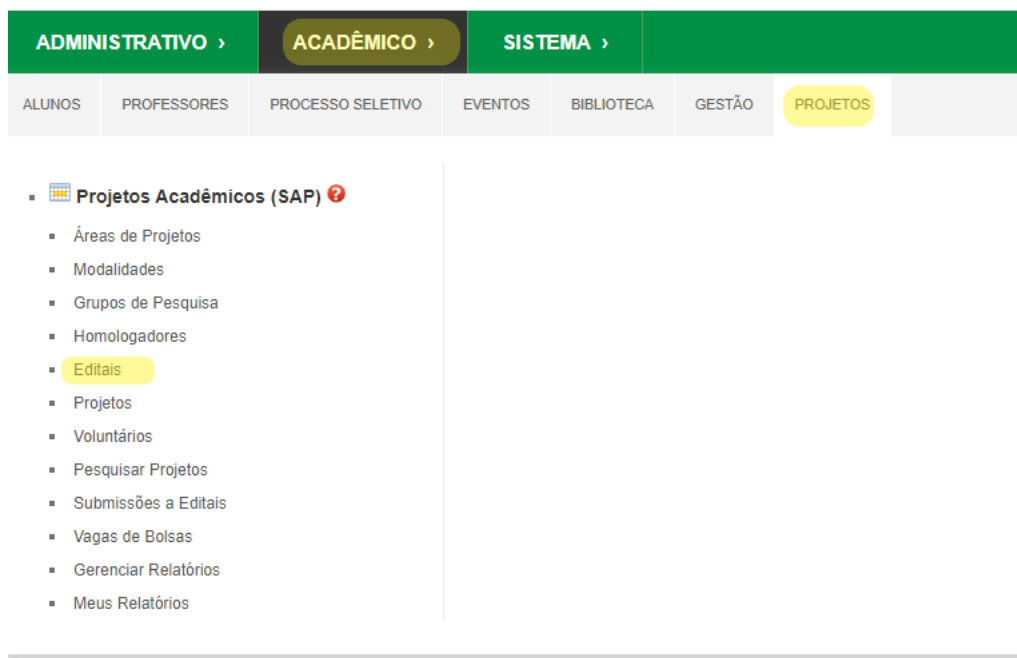 ADMINISTRATIVO › ACADÊMICO › SISTEMA ›
ALUNOS PROFESSORES PROCESSO SELETIVO EVENTOS BIBLIOTECA GESTÃO PROJETOS
Projetos Acadêmicos (SAP) ?
Áreas de Projetos
Modalidades
Grupos de Pesquisa
Homologadores
Editais
Projetos
Voluntários
Pesquisar Projetos
Submissões a Editais
Vagas de Bolsas
Gerenciar Relatórios
Meus Relatórios